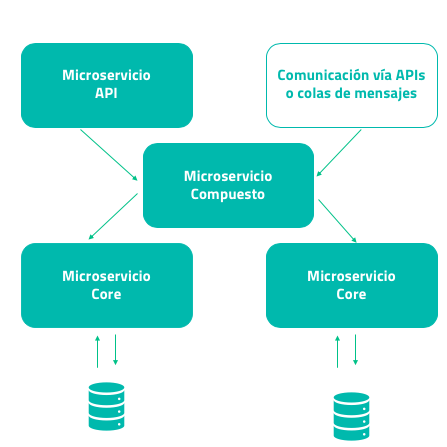 Microservicio
API
Comunicación vía APIs
o colas de mensajes
Microservicio
Compuesto
Microservicio
Core
Microservicio
Core